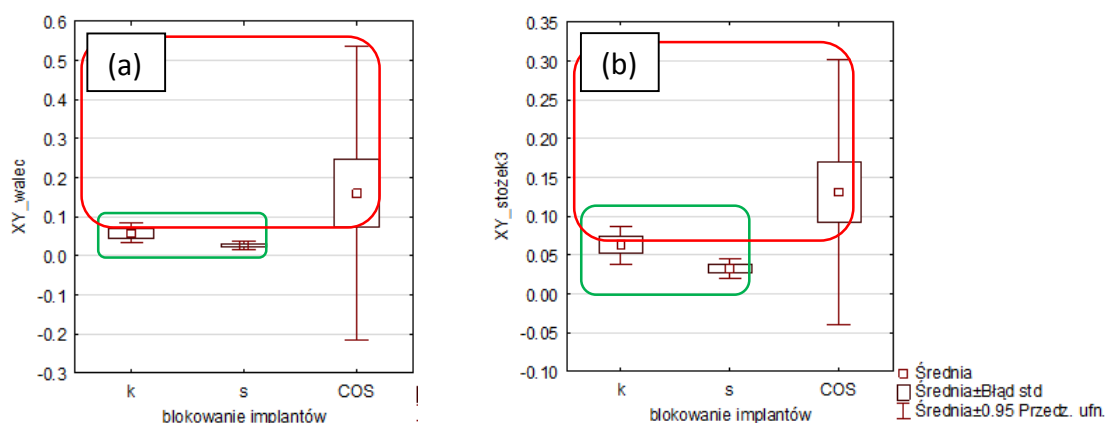 (a)
XY_walec
0.6
0.5
0.4
0.3
0.2
0.1
0.0
-0.1
-0.2
-0.3
k s COS
blokowanie implantów
(b)
XY_stożek3
0.35
0.30
0.25
0.20
0.15
0.10
0.05
0.00
-0.05
-0.10
k s COS
blokowanie implantów
Średnia
Średnia±Błąd std
Średnia±0.95 Przedz. ufn.